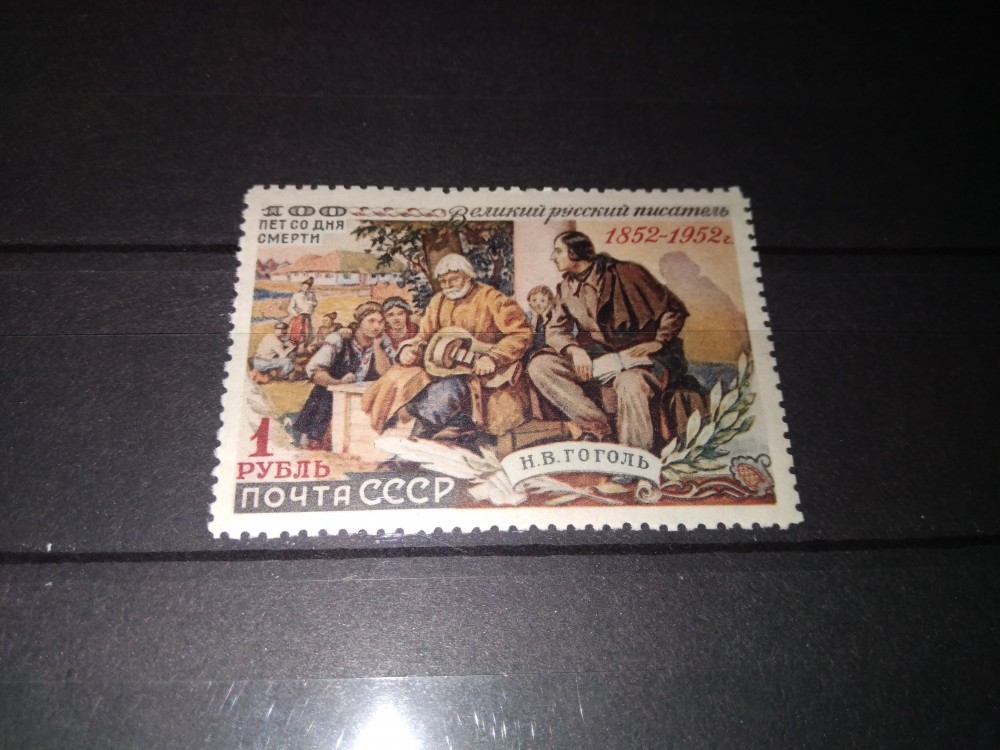 100
ЛЕТ СО ДНЯ
СМЕРТИ
Великий русский писатель
1852-1952г.
1
РУБЛЬ
ПОЧТА СССР
Н.В.ГОГОЛЬ